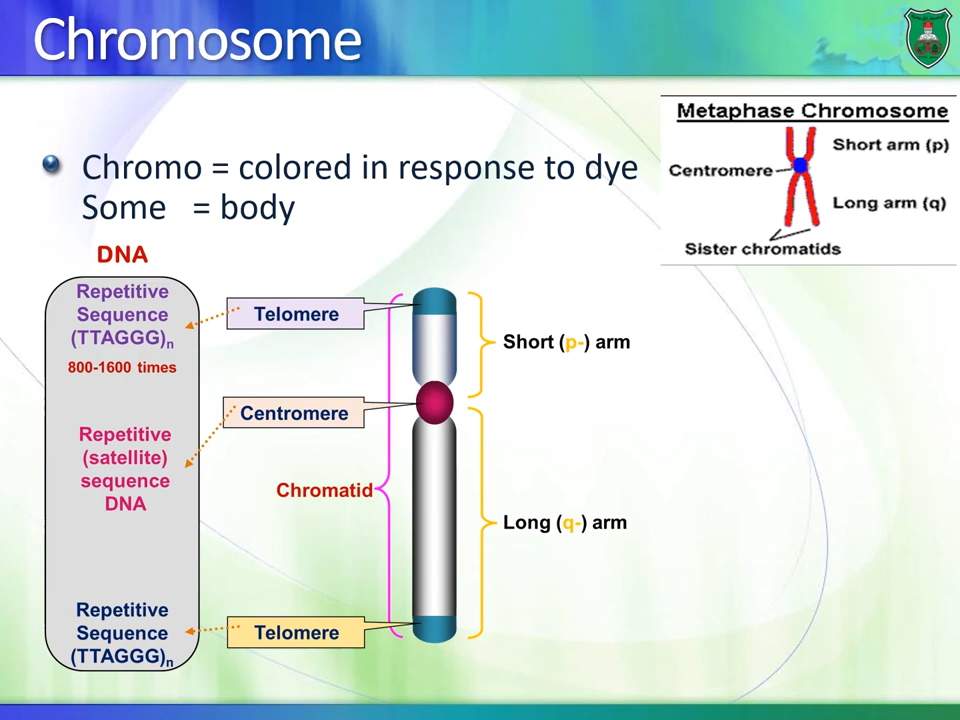 Chromosome
Chromo = colored in response to dye
Some = body
Metaphase Chromosome
Short arm (p)
Centromere
Long arm (q)
Sister chromatids
DNA
Repetitive
Sequence
(TTAGGG)n
800-1600 times
Repetitive
(satellite)
sequence
DNA
Repetitive
Sequence
(TTAGGG)n
Telomere
Centromere
Chromatid
Telomere
Short (p-) arm
Long (q-) arm